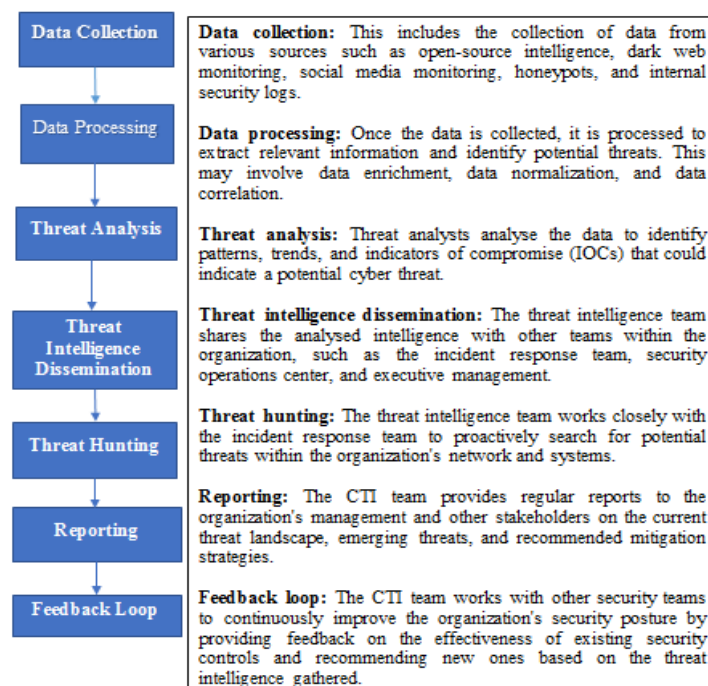 Data Collection
Data Processing
Threat Analysis
Threat
Intelligence
Dissemination
Threat Hunting
Reporting
Feedback Loop
Data collection: This includes the collection of data from
various sources such as open-source intelligence, dark web
monitoring, social media monitoring, honeypots, and internal
security logs.
Data processing: Once the data is collected, it is processed to
extract relevant information and identify potential threats. This
may involve data enrichment, data normalization, and data
correlation.
Threat analysis: Threat analysts analyse the data to identify
patterns, trends, and indicators of compromise (IOCs) that could
indicate a potential cyber threat.
Threat intelligence dissemination: The threat intelligence team
shares the analysed intelligence with other teams within the
organization, such as the incident response team, security
operations center, and executive management.
Threat hunting: The threat intelligence team works closely with
the incident response team to proactively search for potential
threats within the organization's network and systems.
Reporting: The CTI team provides regular reports to the
organization's management and other stakeholders on the current
threat landscape, emerging threats, and recommended mitigation
strategies.
Feedback loop: The CTI team works with other security teams
to continuously improve the organization's security posture by
providing feedback on the effectiveness of existing security
controls and recommending new ones based on the threat
intelligence gathered.